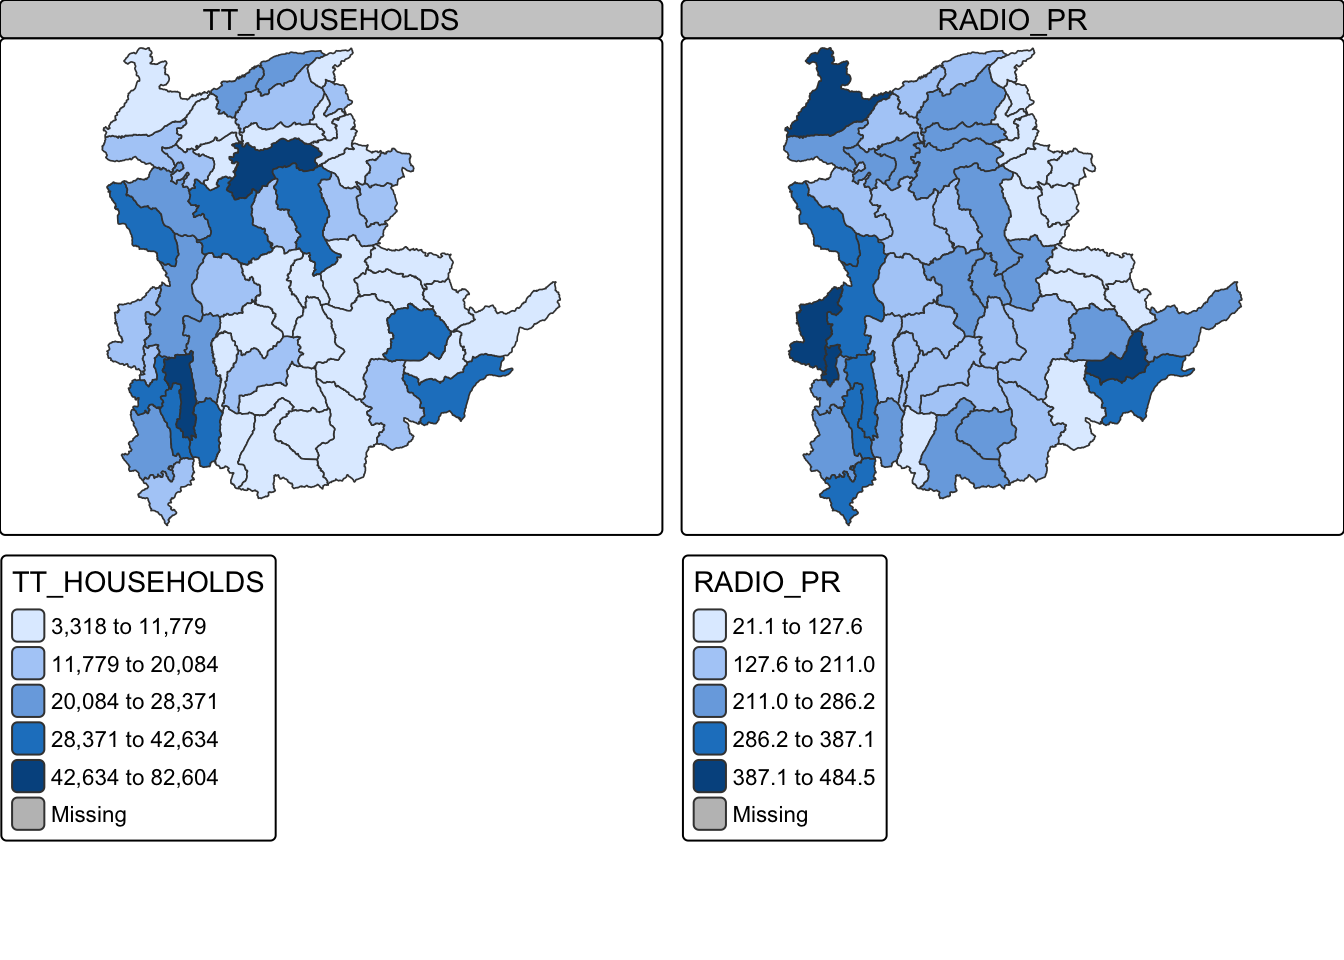 TT_HOUSEHOLDS
RADIO_PR
TT_HOUSEHOLDS
3,318 to 11,779
11,779 to 20,084
20,084 to 28,371
28,371 to 42,634
42,634 to 82,604
Missing
RADIO_PR
21.1 to 127.6
127.6 to 211.0
211.0 to 286.2
286.2 to 387.1
387.1 to 484.5
Missing